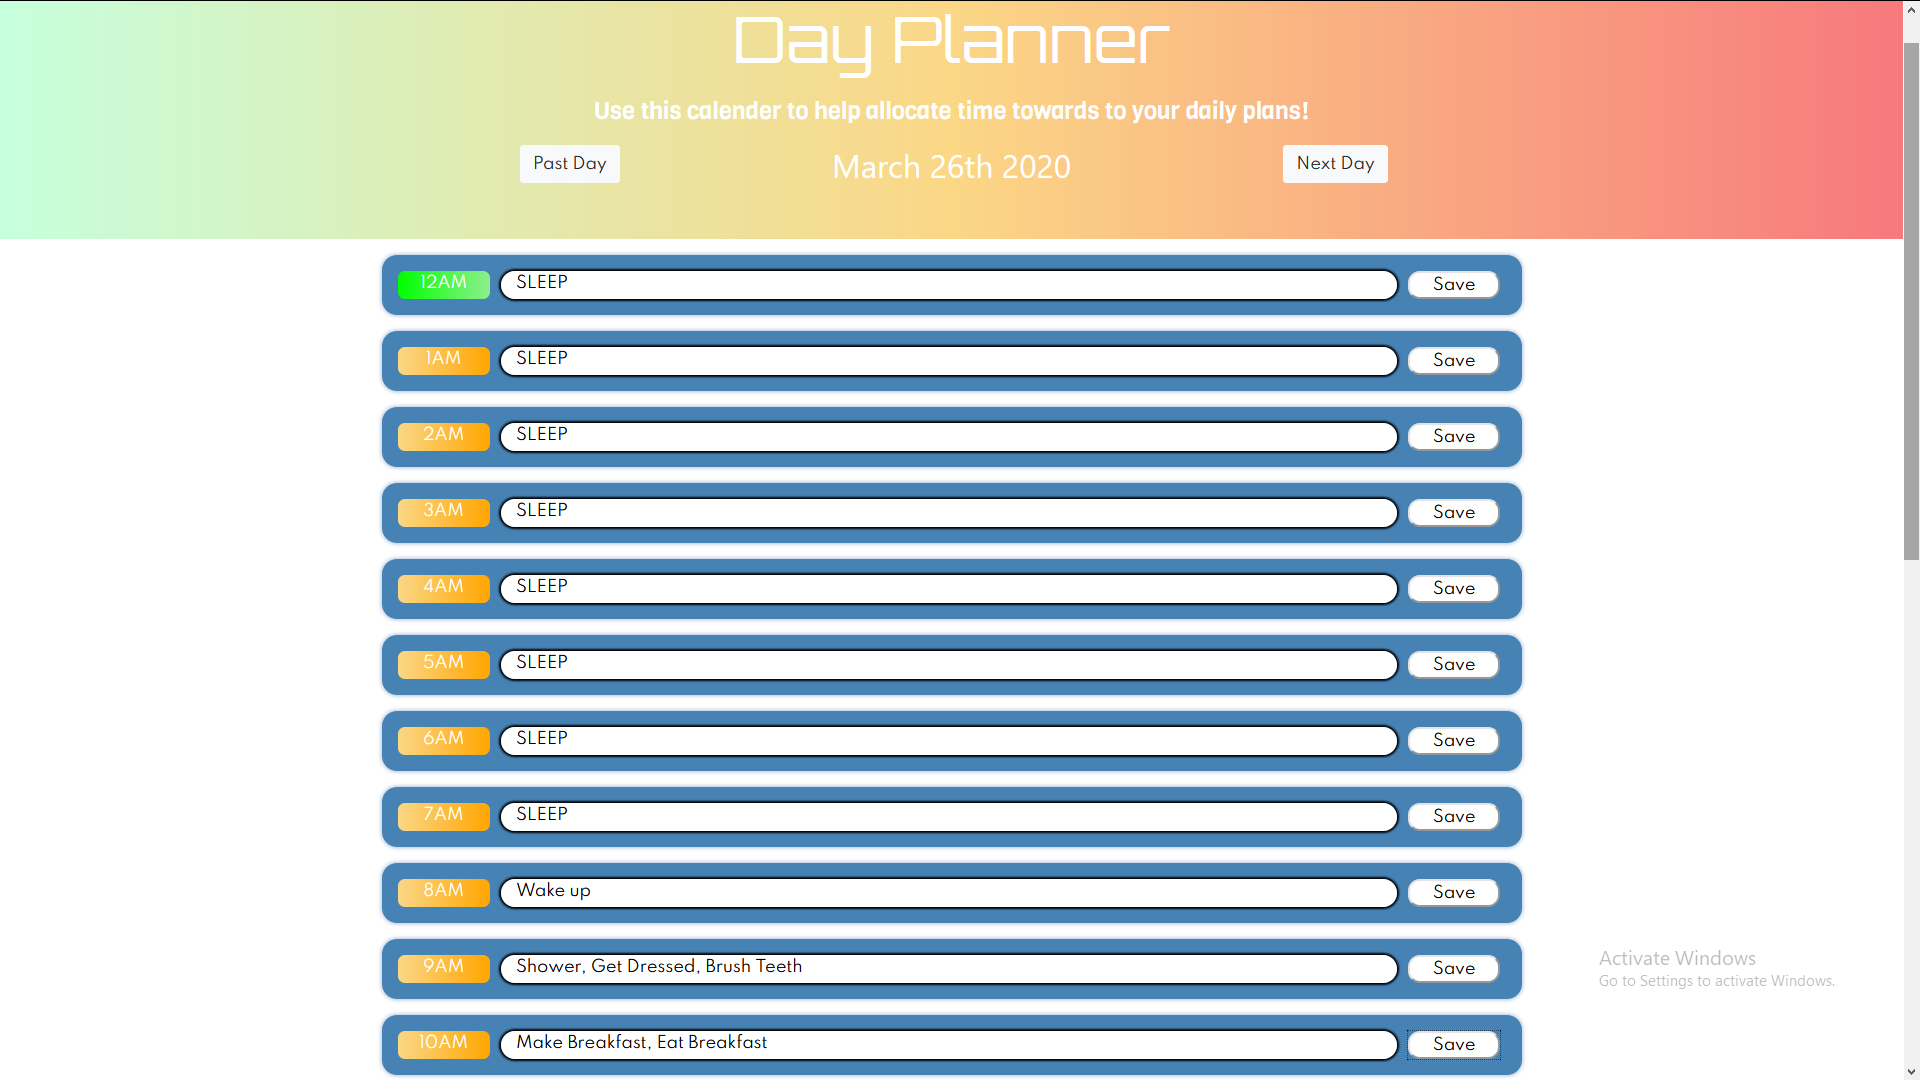 Day Planner
Use this calender to help allocate time towards to your daily plans!
Past Day March 26th 2020 Next Day
12AM SLEEP Save
1AM SLEEP Save
2AM SLEEP Save
3AM SLEEP Save
4AM SLEEP Save
5AM SLEEP Save
6AM SLEEP Save
7AM SLEEP Save
8AM Wake up Save
9AM Shower, Get Dressed, Brush Teeth Save
10AM Make Breakfast, Eat Breakfast Save
Activate Windows
Go to Settings to activate Windows.